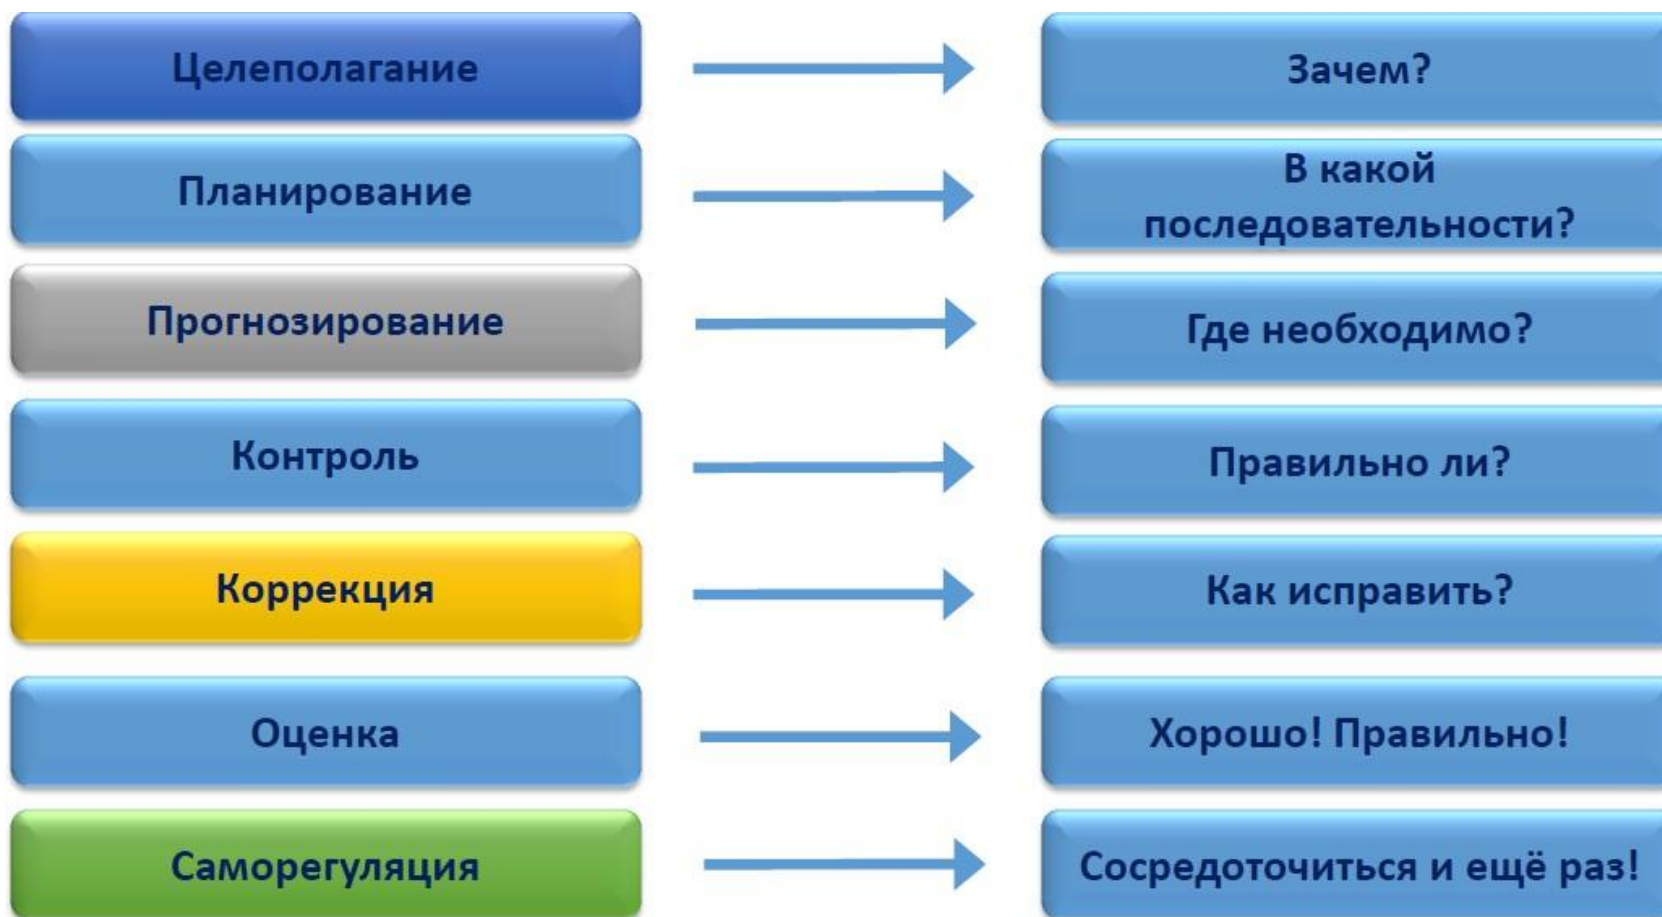 Целеполагание
Зачем?
Планирование
В какой
последовательности?
Прогнозирование
Где необходимо?
Контроль
Правильно ли?
Коррекция
Как исправить?
Оценка
Хорошо! Правильно!
Саморегуляция
Сосредоточиться и ещё раз!